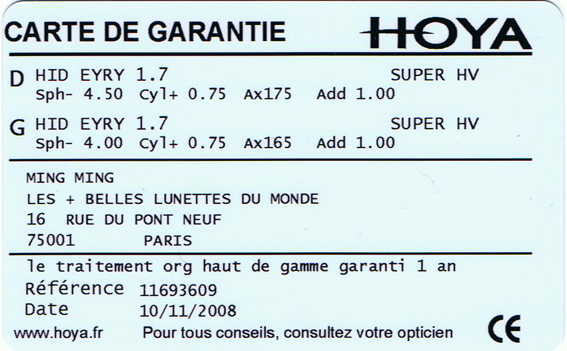 CARTE DE GARANTIE HOYA
D HID EYRY 1.7 SUPER HV
Sph- 4.50 Cyl+ 0.75 Ax175 Add 1.00
G HID EYRY 1.7 SUPER HV
Sph- 4.00 Cyl+ 0.75 Ax165 Add 1.00
MING MING
LES + BELLES LUNETTES DU MONDE
16 RUE DU PONT NEUF
75001 PARIS
le traitement org haut de gamme garanti 1 an
Référence 11693609
Date 10/11/2008
www.hoya.fr Pour tous conseils, consultez votre opticien CE